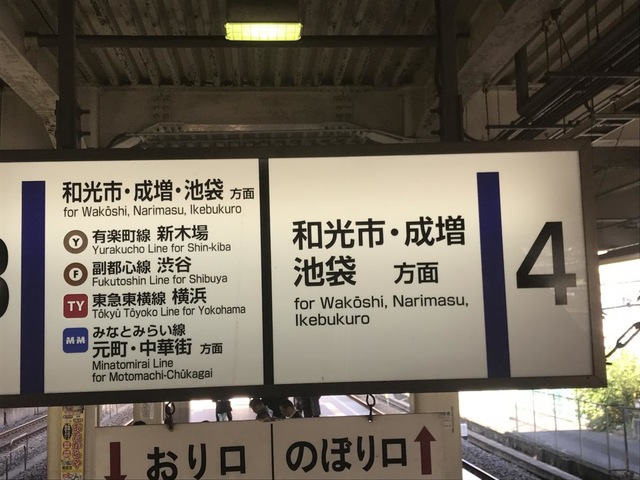 3
和光市・成増・池袋 方面
for Wakōshi, Narimasu, Ikebukuro
Y 有楽町線 新木場
Yurakucho Line for Shin-kiba
F 副都心線 渋谷
Fukutoshin Line for Shibuya
TY 東急東横線 横浜
Tōkyū Tōyoko Line for Yokohama
MM みなとみらい線
元町・中華街 方面
Minatomirai Line
for Motomachi-Chūkagai
和光市・成増
池袋 方面
for Wakōshi, Narimasu,
Ikebukuro
4
↓ おり口
のぼり口 ↑